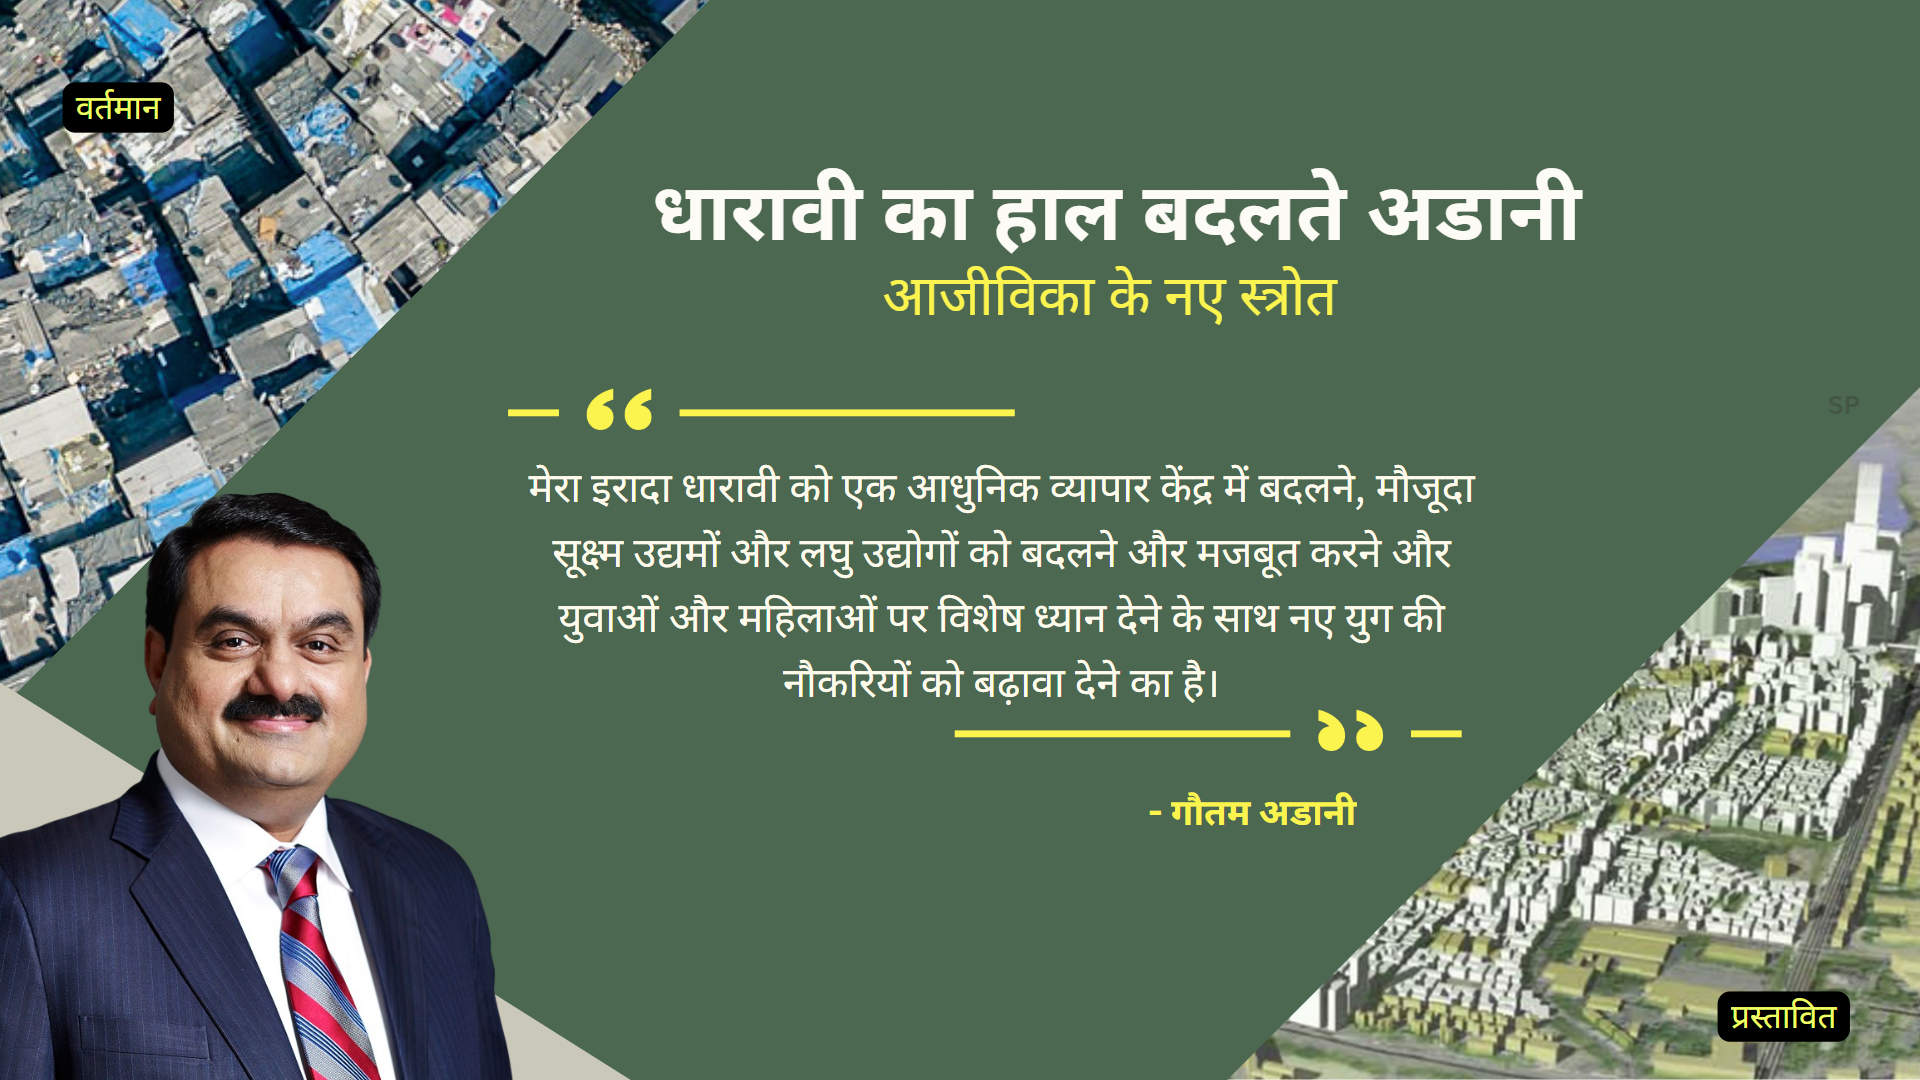 वर्तमान
धारावी का हाल बदलते अडानी
आजीविका के नए स्त्रोत
SP
“
मेरा इरादा धारावी को एक आधुनिक व्यापार केंद्र में बदलने, मौजूदा
सूक्ष्म उद्यमों और लघु उद्योगों को बदलने और मजबूत करने और
युवाओं और महिलाओं पर विशेष ध्यान देने के साथ नए युग की
नौकरियों को बढ़ावा देने का है।
”
- गौतम अडानी
प्रस्तावित